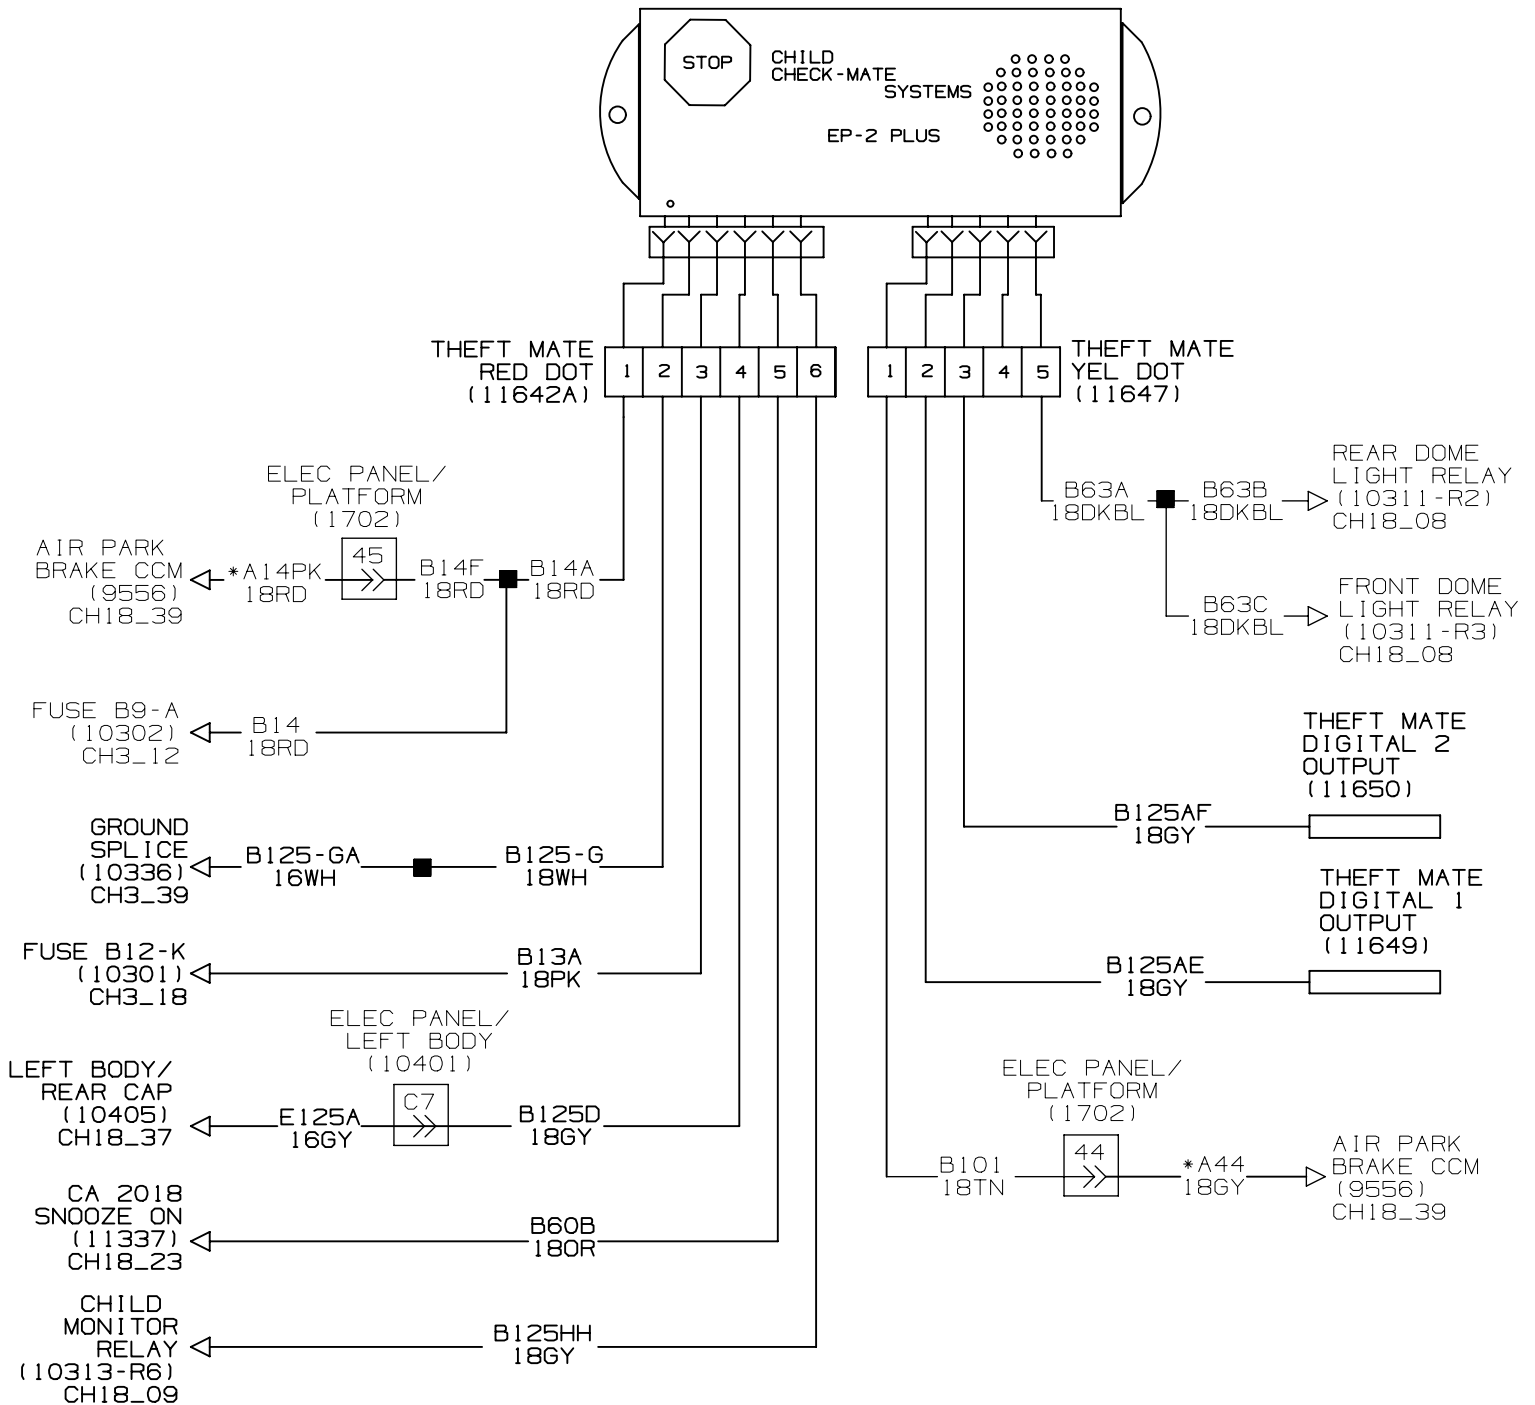 STOP
CHILD
CHECK-MATE
SYSTEMS
EP-2 PLUS
THEFT MATE
RED DOT
(11642A)
1 2 3 4 5 6
1 2 3 4 5
THEFT MATE
YEL DOT
(11647)
ELEC PANEL/
PLATFORM
(1702)
45
AIR PARK
BRAKE CCM
(9556)
CH18_39
*A14PK
18RD
B14F
18RD
B14A
18RD
FUSE B9-A
(10302)
CH3_12
B14
18RD
GROUND
SPLICE
(10336)
CH3_39
B125-GA
16WH
B125-G
18WH
FUSE B12-K
(10301)
CH3_18
B13A
18PK
ELEC PANEL/
LEFT BODY
(10401)
C7
LEFT BODY/
REAR CAP
(10405)
CH18_37
E125A
16GY
B125D
18GY
CA 2018
SNOOZE ON
(11337)
CH18_23
B60B
18OR
CHILD
MONITOR
RELAY
(10313-R6)
CH18_09
B125HH
18GY
B63A
18DKBL
B63B
18DKBL
REAR DOME
LIGHT RELAY
(10311-R2)
CH18_08
B63C
18DKBL
FRONT DOME
LIGHT RELAY
(10311-R3)
CH18_08
THEFT MATE
DIGITAL 2
OUTPUT
(11650)
B125AF
18GY
THEFT MATE
DIGITAL 1
OUTPUT
(11649)
B125AE
18GY
ELEC PANEL/
PLATFORM
(1702)
44
B101
18TN
*A44
18GY
AIR PARK
BRAKE CCM
(9556)
CH18_39